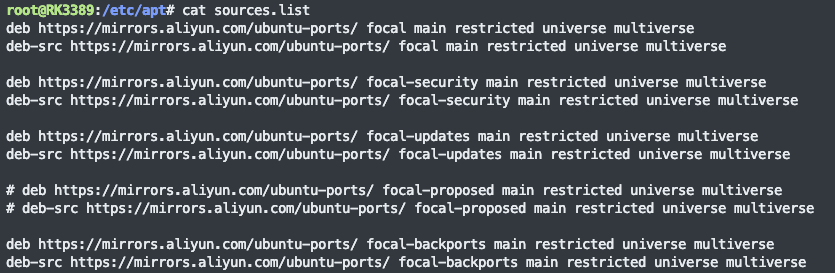 root@RK3389:/etc/apt# cat sources.list
deb https://mirrors.aliyun.com/ubuntu-ports/ focal main restricted universe multiverse
deb-src https://mirrors.aliyun.com/ubuntu-ports/ focal main restricted universe multiverse

deb https://mirrors.aliyun.com/ubuntu-ports/ focal-security main restricted universe multiverse
deb-src https://mirrors.aliyun.com/ubuntu-ports/ focal-security main restricted universe multiverse

deb https://mirrors.aliyun.com/ubuntu-ports/ focal-updates main restricted universe multiverse
deb-src https://mirrors.aliyun.com/ubuntu-ports/ focal-updates main restricted universe multiverse

# deb https://mirrors.aliyun.com/ubuntu-ports/ focal-proposed main restricted universe multiverse
# deb-src https://mirrors.aliyun.com/ubuntu-ports/ focal-proposed main restricted universe multiverse

deb https://mirrors.aliyun.com/ubuntu-ports/ focal-backports main restricted universe multiverse
deb-src https://mirrors.aliyun.com/ubuntu-ports/ focal-backports main restricted universe multiverse